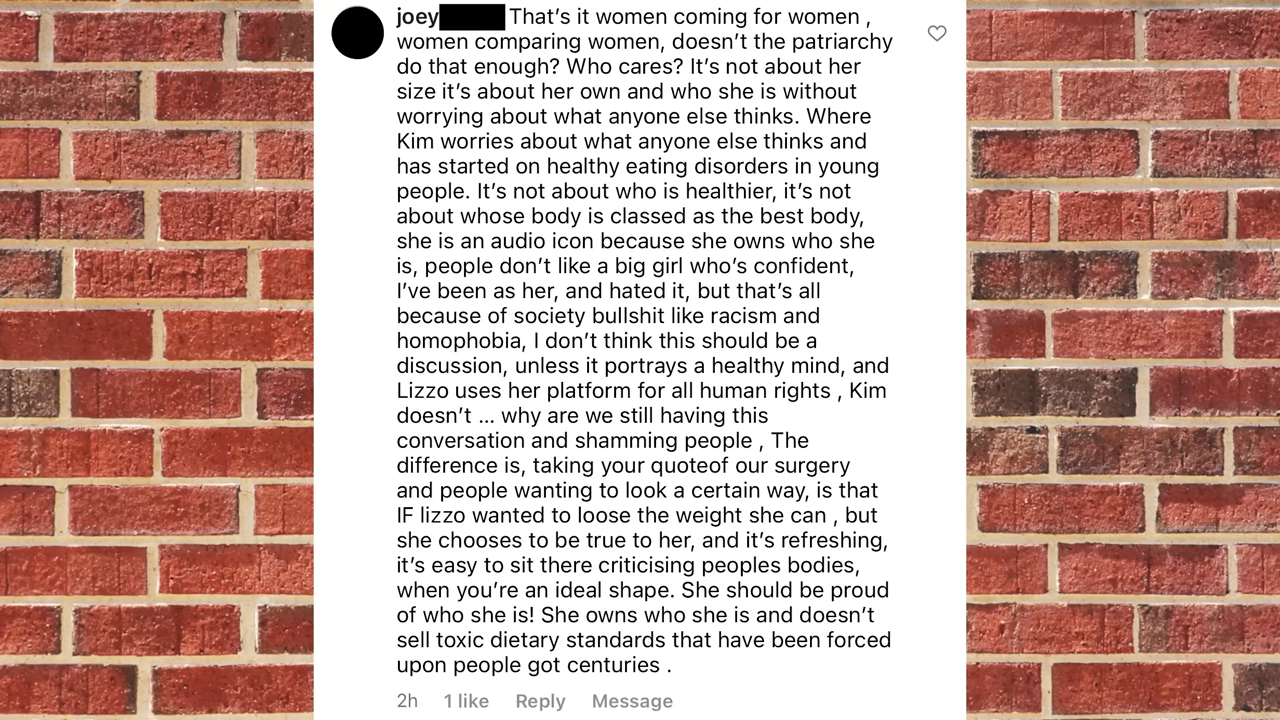 joey That’s it women coming for women ,
women comparing women, doesn’t the patriarchy
do that enough? Who cares? It’s not about her
size it’s about her own and who she is without
worrying about what anyone else thinks. Where
Kim worries about what anyone else thinks and
has started on healthy eating disorders in young
people. It’s not about who is healthier, it’s not
about whose body is classed as the best body,
she is an audio icon because she owns who she
is, people don’t like a big girl who’s confident,
I’ve been as her, and hated it, but that’s all
because of society bullshit like racism and
homophobia, I don’t think this should be a
discussion, unless it portrays a healthy mind, and
Lizzo uses her platform for all human rights , Kim
doesn’t ... why are we still having this
conversation and shamming people , The
difference is, taking your quoteof our surgery
and people wanting to look a certain way, is that
IF lizzo wanted to loose the weight she can , but
she chooses to be true to her, and it’s refreshing,
it’s easy to sit there criticising peoples bodies,
when you’re an ideal shape. She should be proud
of who she is! She owns who she is and doesn’t
sell toxic dietary standards that have been forced
upon people got centuries .
2h 1 like Reply Message